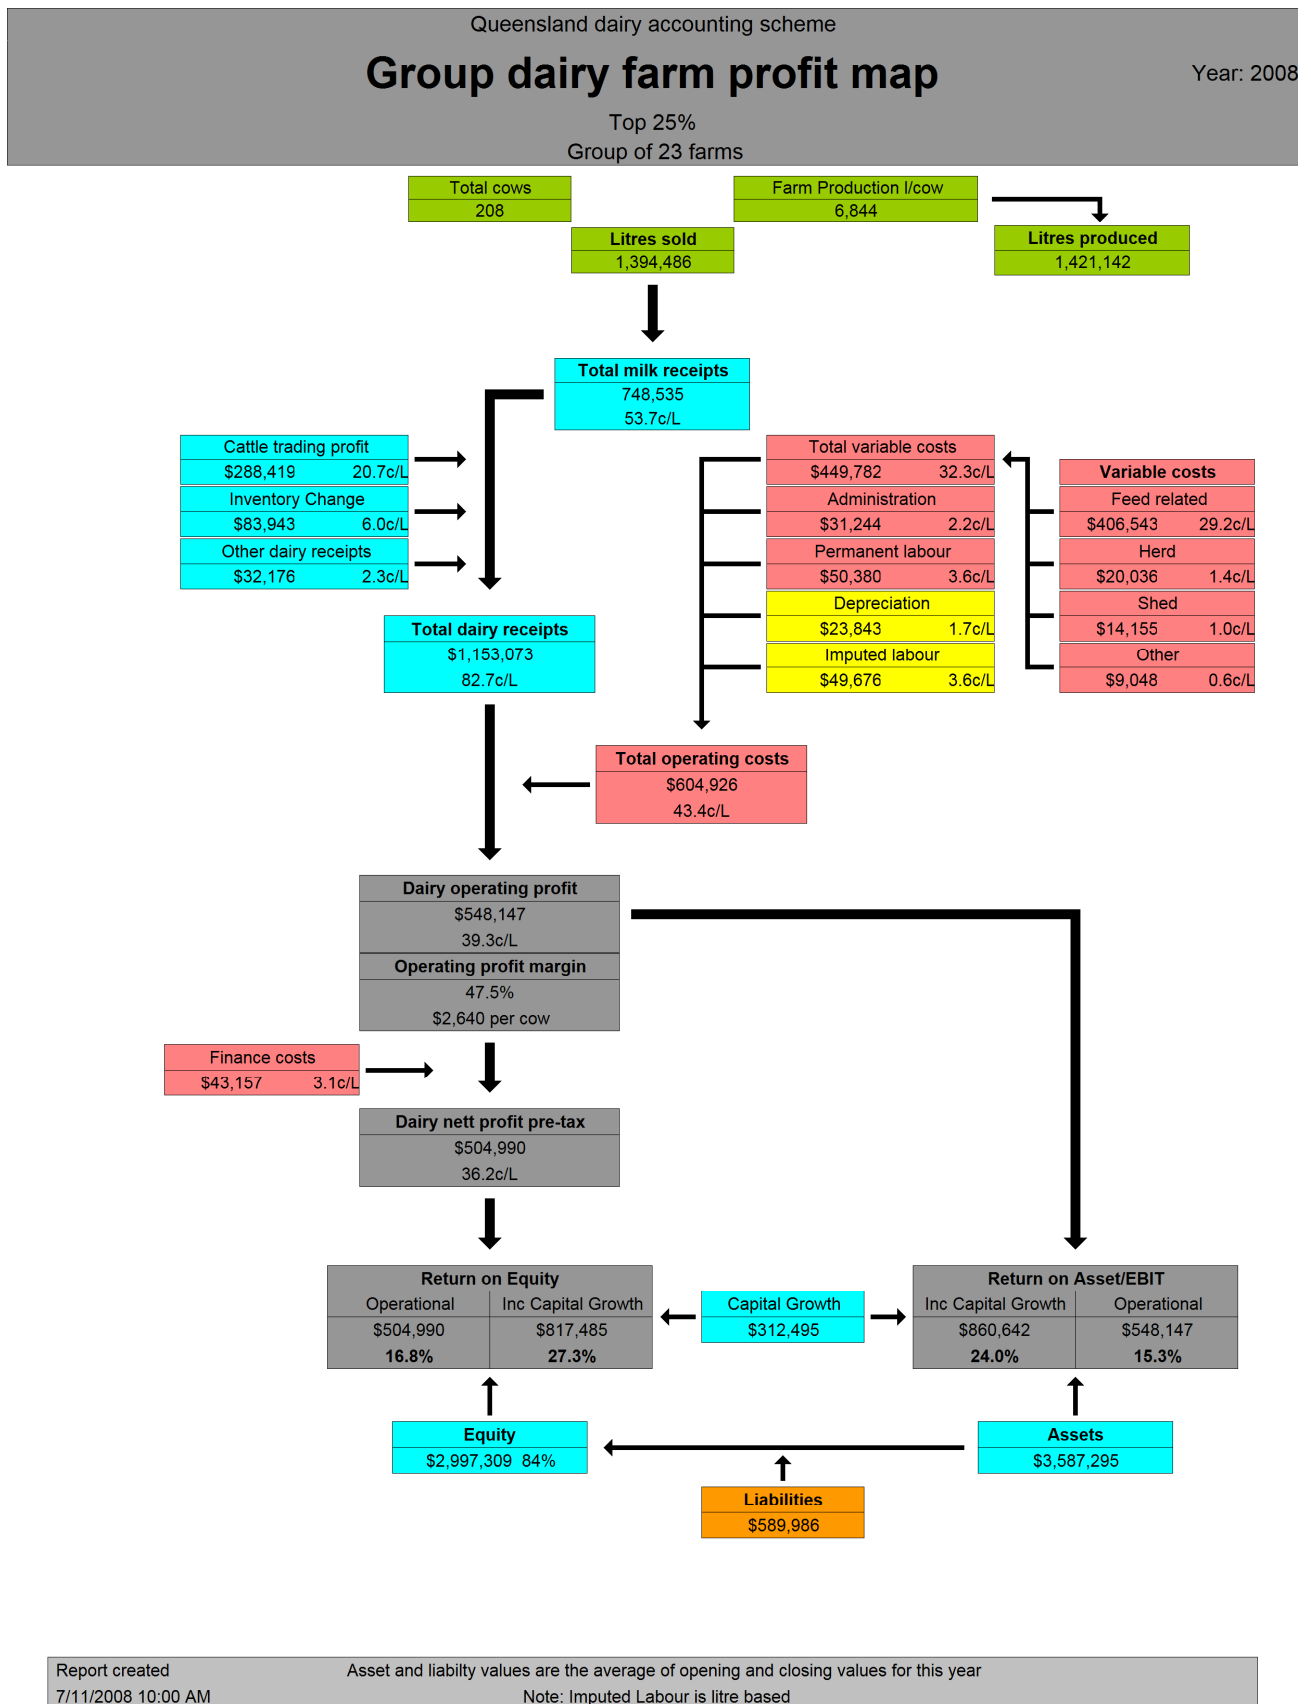 Queensland dairy accounting scheme
Group dairy farm profit map
Year: 2008
Top 25%
Group of 23 farms
Total cows
208
Farm Production l/cow
6,844
Litres sold
1,394,486
Litres produced
1,421,142
Total milk receipts
748,535
53.7c/L
Cattle trading profit
$288,419 20.7c/L
Inventory Change
$83,943 6.0c/L
Other dairy receipts
$32,176 2.3c/L
Total variable costs
$449,782 32.3c/L
Administration
$31,244 2.2c/L
Permanent labour
$50,380 3.6c/L
Depreciation
$23,843 1.7c/L
Imputed labour
$49,676 3.6c/L
Variable costs
Feed related
$406,543 29.2c/L
Herd
$20,036 1.4c/L
Shed
$14,155 1.0c/L
Other
$9,048 0.6c/L
Total dairy receipts
$1,153,073
82.7c/L
Total operating costs
$604,926
43.4c/L
Dairy operating profit
$548,147
39.3c/L
Operating profit margin
47.5%
$2,640 per cow
Finance costs
$43,157 3.1c/L
Dairy nett profit pre-tax
$504,990
36.2c/L
Return on Equity
Operational Inc Capital Growth
$504,990 $817,485
16.8% 27.3%
Capital Growth
$312,495
Return on Asset/EBIT
Inc Capital Growth Operational
$860,642 $548,147
24.0% 15.3%
Equity
$2,997,309 84%
Assets
$3,587,295
Liabilities
$589,986
Report created
7/11/2008 10:00 AM
Asset and liabilty values are the average of opening and closing values for this year
Note: Imputed Labour is litre based